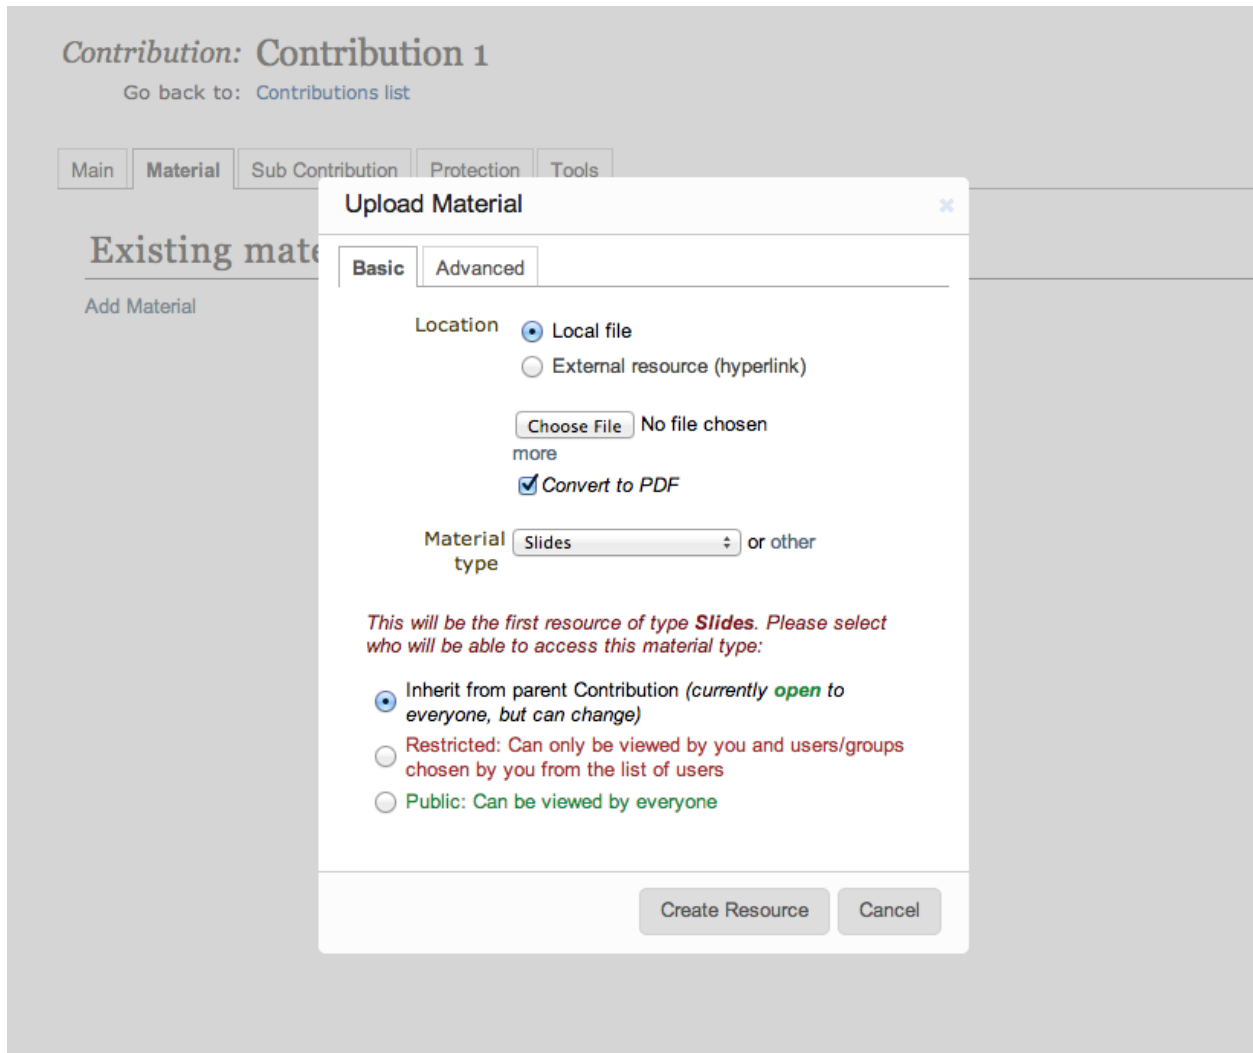 Contribution: Contribution 1
Go back to: Contributions list
Main Material Sub Contribution Protection Tools
Existing mate
Add Material
Upload Material
Basic Advanced
Location Local file
External resource (hyperlink)
Choose File No file chosen
more
Convert to PDF
Material Slides or other
type
This will be the first resource of type Slides. Please select
who will be able to access this material type:
Inherit from parent Contribution (currently open to
everyone, but can change)
Restricted: Can only be viewed by you and users/groups
chosen by you from the list of users
Public: Can be viewed by everyone
Create Resource Cancel